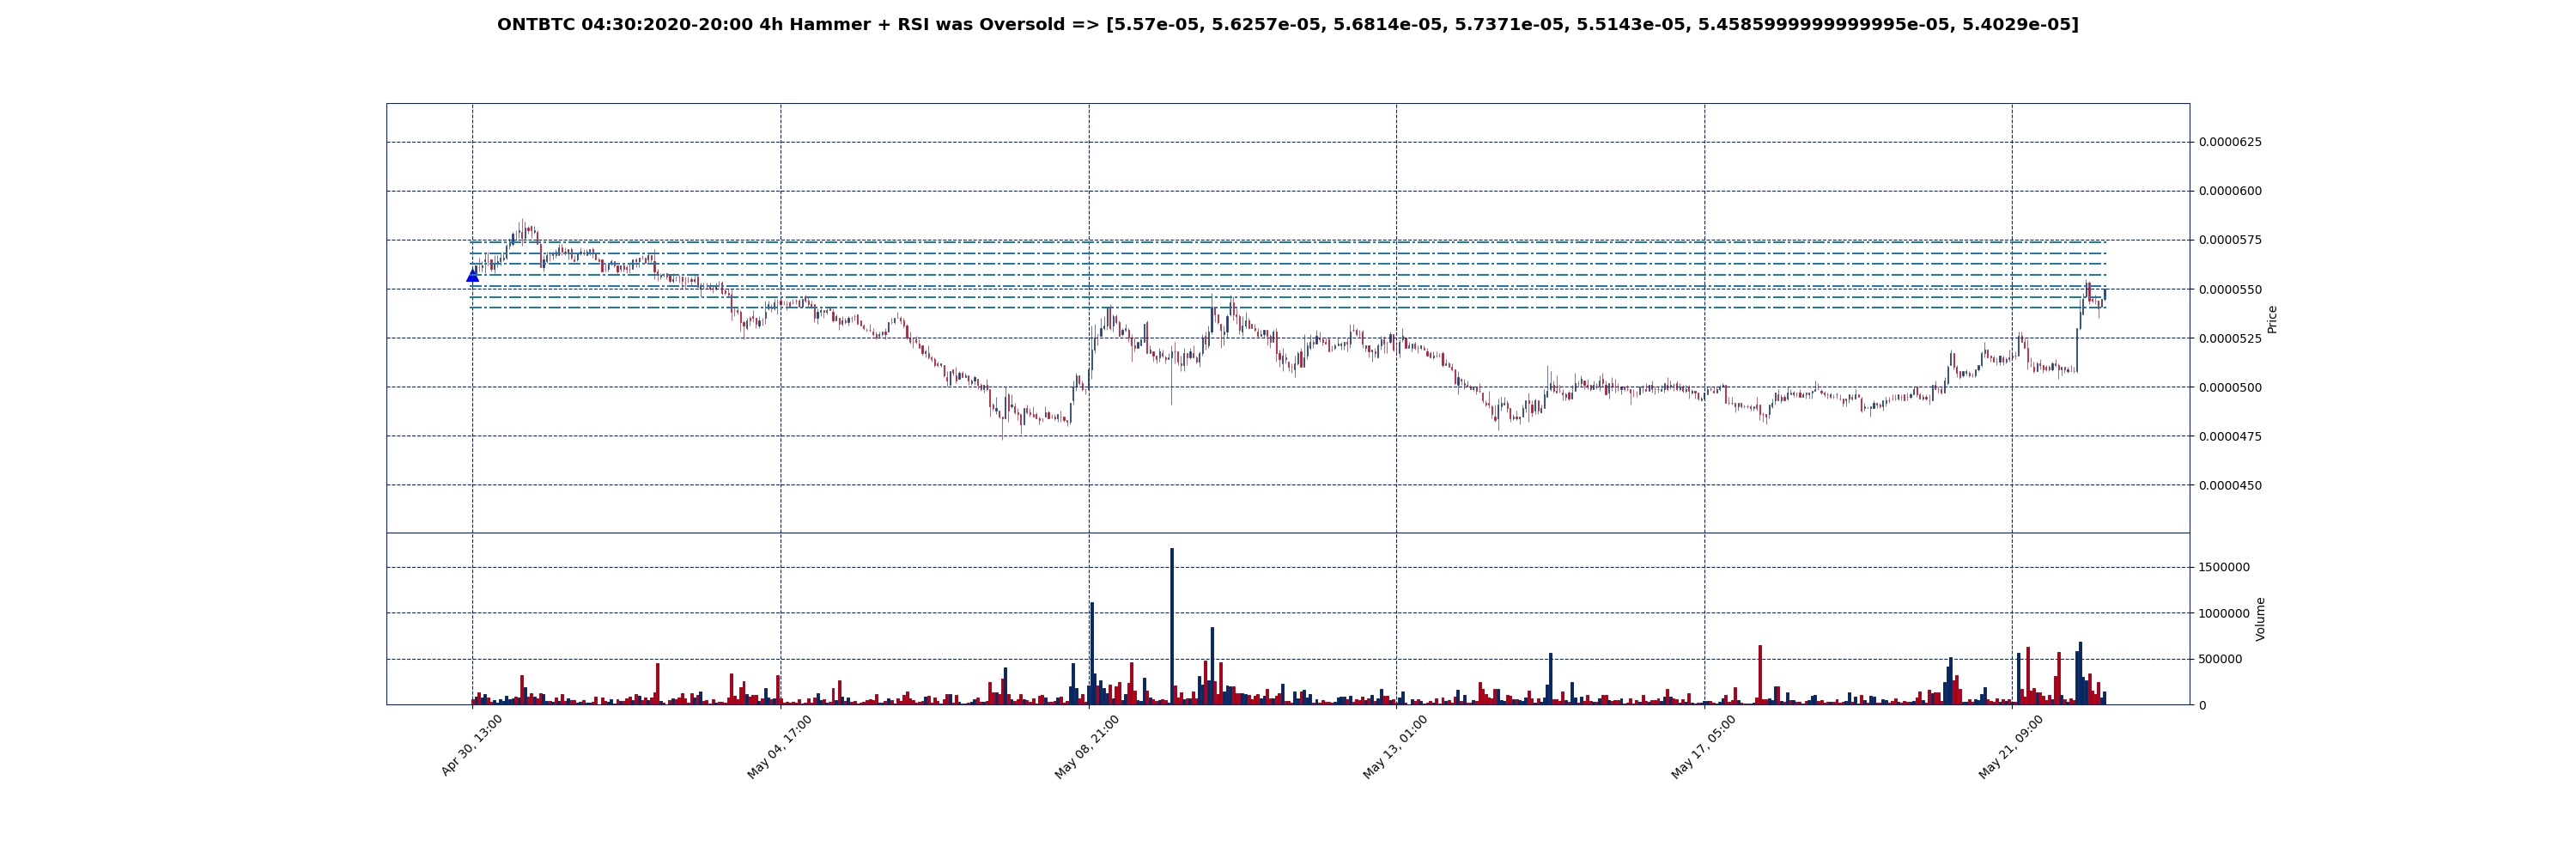 ONTBTC 04:30:2020-20:00 4h Hammer + RSI was Oversold => [5.57e-05, 5.6257e-05, 5.6814e-05, 5.7371e-05, 5.5143e-05, 5.4585999999999995e-05, 5.4029e-05]
0.0000625
0.0000600
0.0000575
0.0000550
0.0000525
0.0000500
0.0000475
0.0000450
Price
1500000
1000000
500000
0
Volume
Apr 30, 13:00
May 04, 17:00
May 08, 21:00
May 13, 01:00
May 17, 05:00
May 21, 09:00